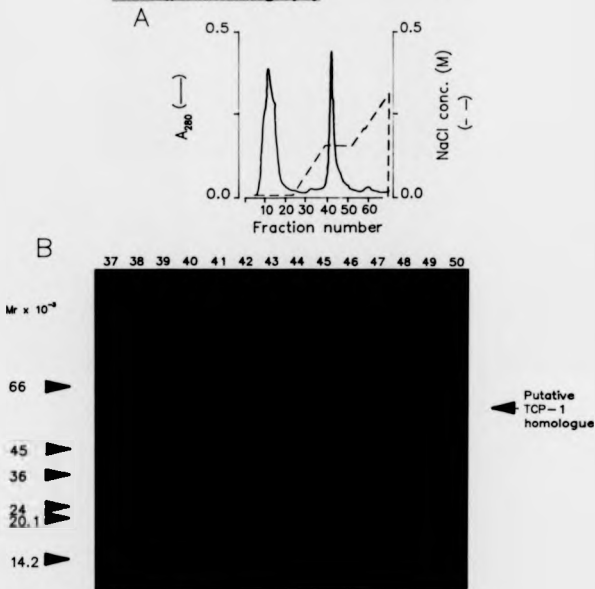 A
0.5
0.5
A280 (—)
NaCl conc. (M)
(- -)
0.0
0.0
10 20 30 40 50 60
Fraction number
B
37 38 39 40 41 42 43 44 45 46 47 48 49 50
Mr x 10⁻³
66
Putative
TCP-1
homologue
45
36
24
20.1
14.2